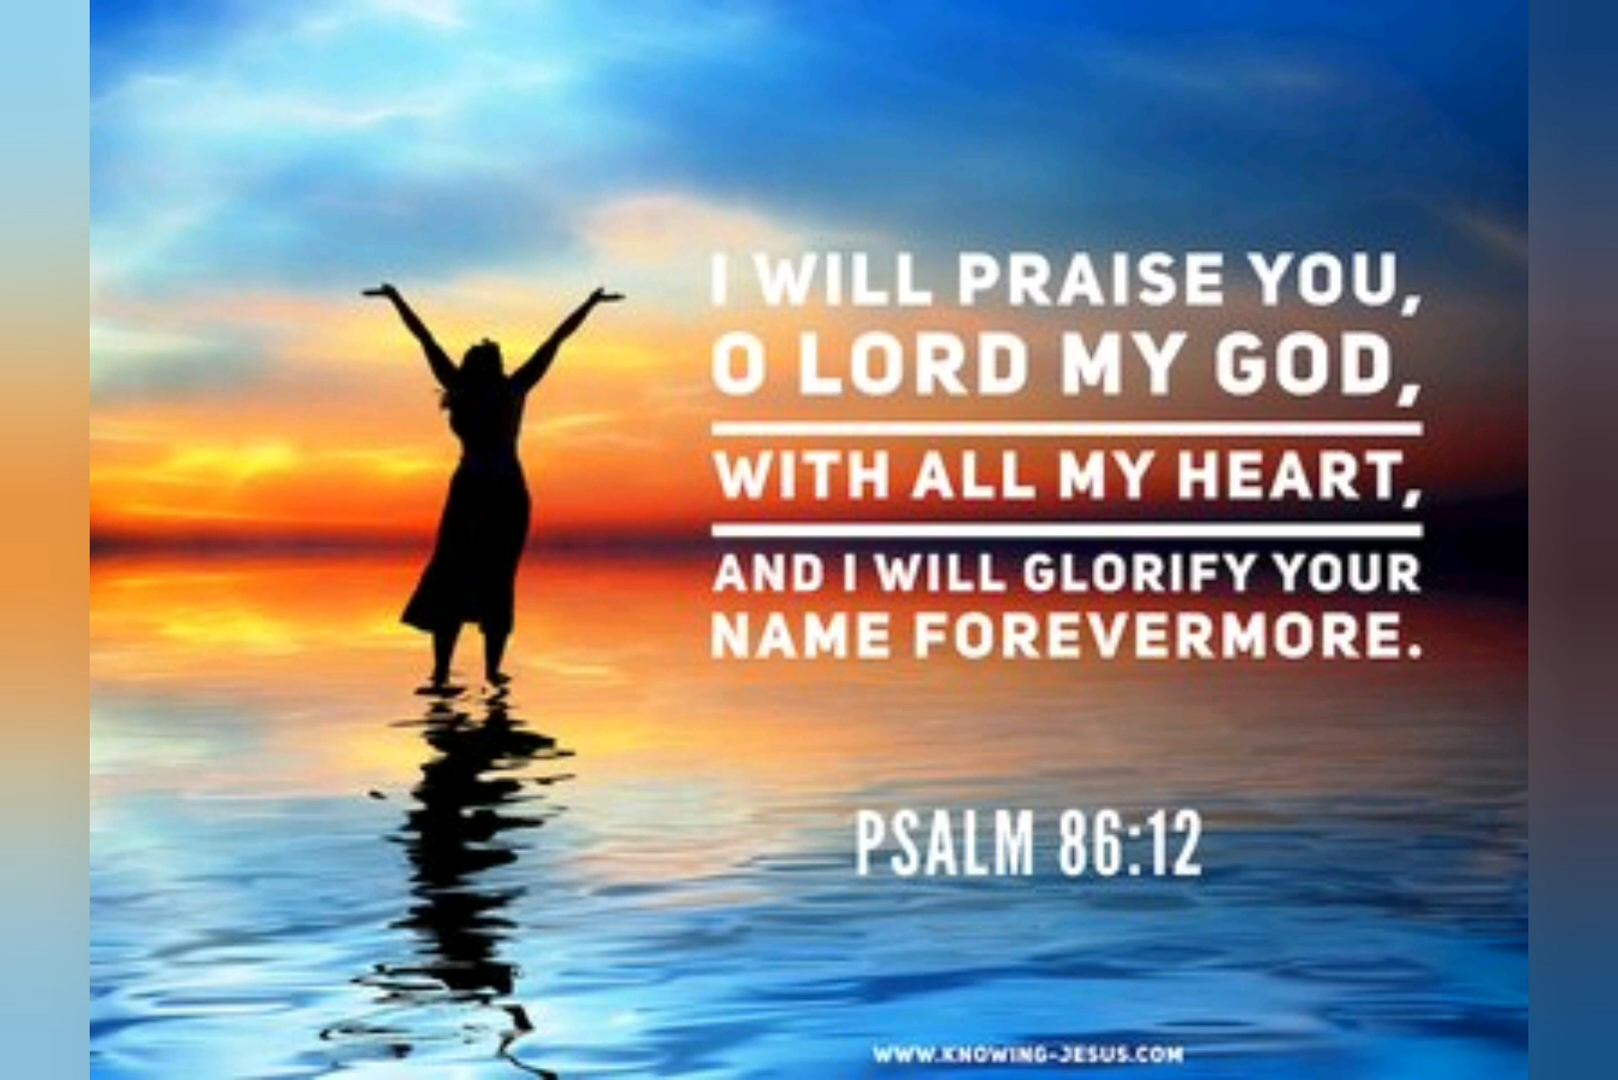 I WILL PRAISE YOU,
O LORD MY GOD,
WITH ALL MY HEART,
AND I WILL GLORIFY YOUR
NAME FOREVERMORE.
PSALM 86:12
WWW.KNOWING-JESUS.COM